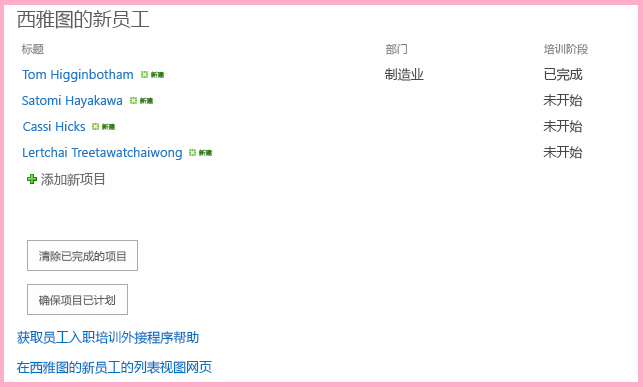 西雅图的新员工
标题 部门 培训阶段
Tom Higginbotham 新建 制造业 已完成
Satomi Hayakawa 新建 未开始
Cassi Hicks 新建 未开始
Lertchai Treetawatchaiwong 新建 未开始
添加新项目
清除已完成的项目
确保项目已计划
获取员工入职培训外接程序帮助
在西雅图的新员工的列表视图网页